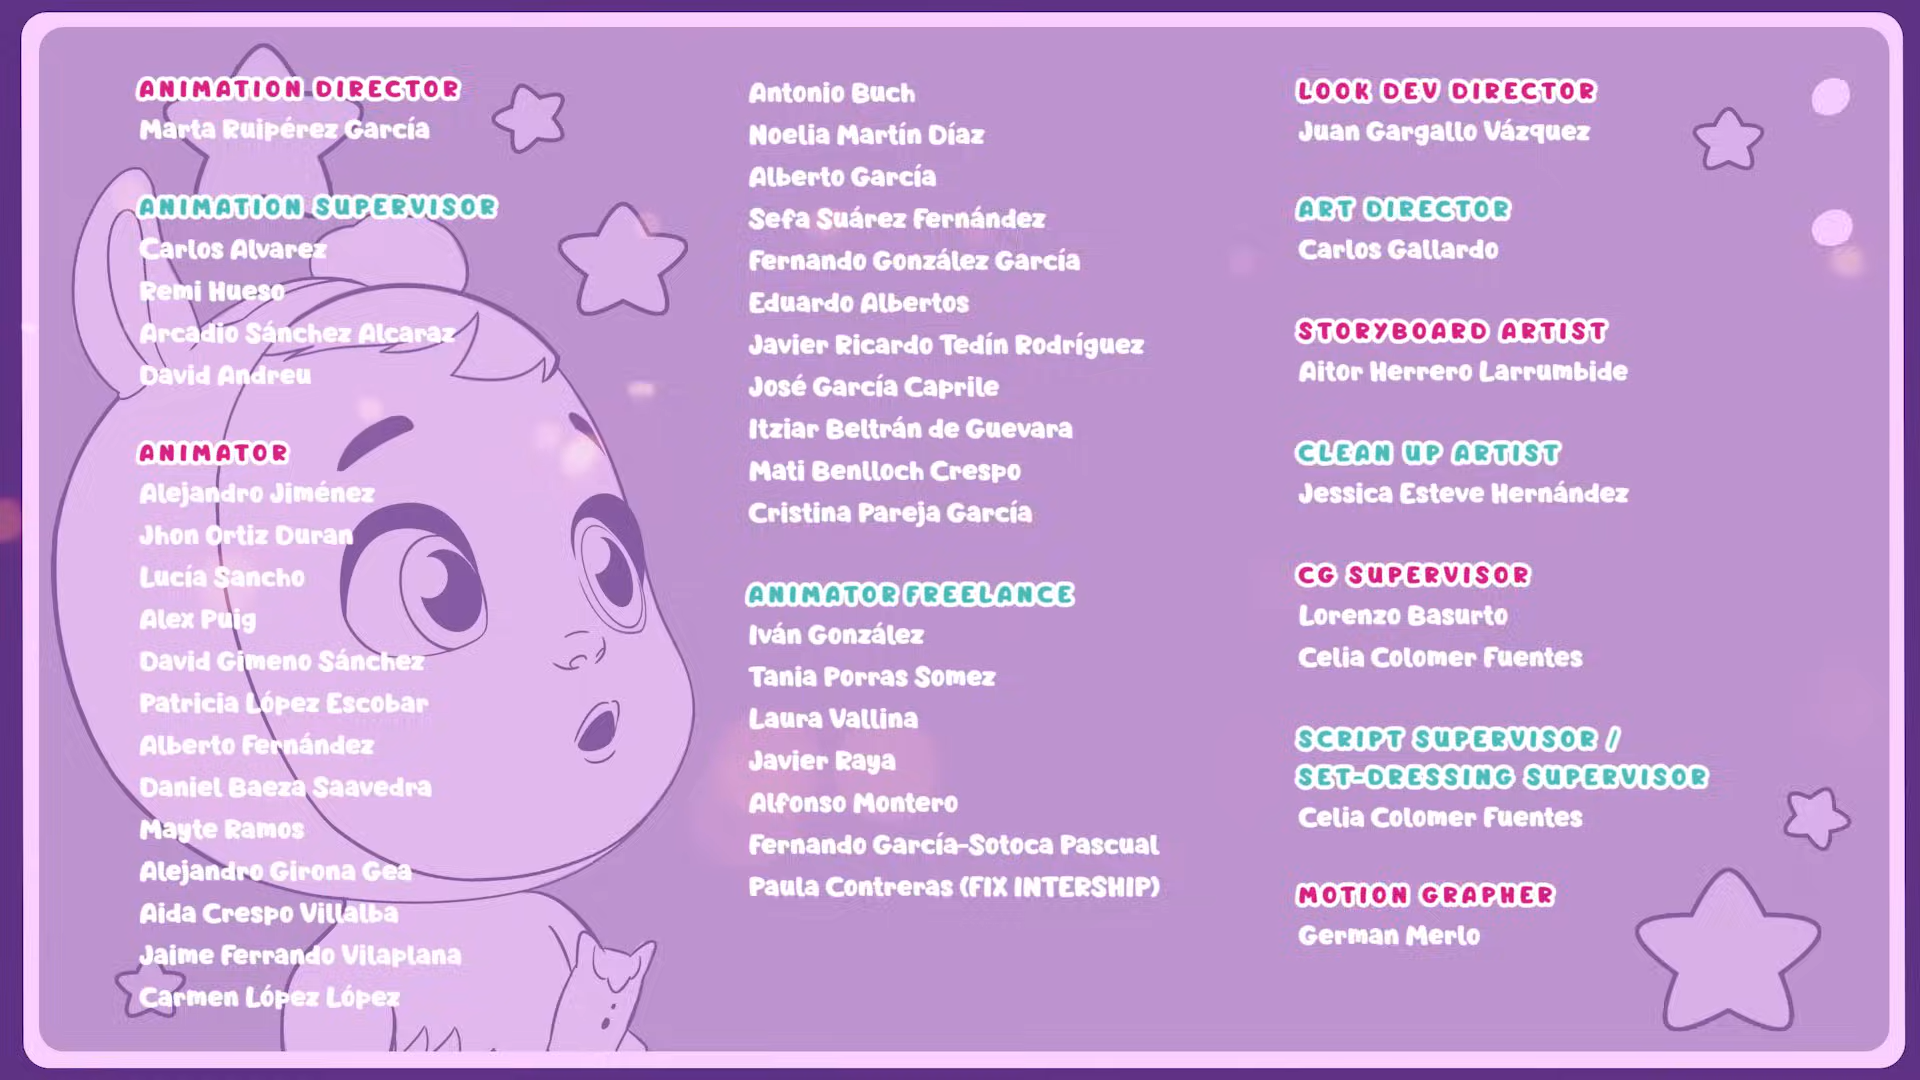 ANIMATION DIRECTOR
Marta Ruipérez García
ANIMATION SUPERVISOR
Carlos Alvarez
Remi Hueso
Arcadio Sánchez Alcaraz
David Andreu
ANIMATOR
Alejandro Jiménez
Jhon Ortiz Duran
Lucía Sancho
Alex Puig
David Gimeno Sánchez
Patricia López Escobar
Alberto Fernández
Daniel Baeza Saavedra
Mayte Ramos
Alejandro Girona Gea
Aida Crespo Villalba
Jaime Ferrando Vilaplana
Carmen López López
Antonio Buch
Noelia Martín Díaz
Alberto García
Sefa Suárez Fernández
Fernando González García
Eduardo Albertos
Javier Ricardo Tedín Rodríguez
José García Caprile
Itziar Beltrán de Guevara
Mati Benlloch Crespo
Cristina Pareja García
ANIMATOR FREELANCE
Iván González
Tania Porras Somez
Laura Vallina
Javier Raya
Alfonso Montero
Fernando García-Sotoca Pascual
Paula Contreras (FIX INTERSHIP)
LOOK DEV DIRECTOR
Juan Gargallo Vázquez
ART DIRECTOR
Carlos Gallardo
STORYBOARD ARTIST
Aitor Herrero Larrumbide
CLEAN UP ARTIST
Jessica Esteve Hernández
CG SUPERVISOR
Lorenzo Basurto
Celia Colomer Fuentes
SCRIPT SUPERVISOR /
SET-DRESSING SUPERVISOR
Celia Colomer Fuentes
MOTION GRAPHER
German Merlo